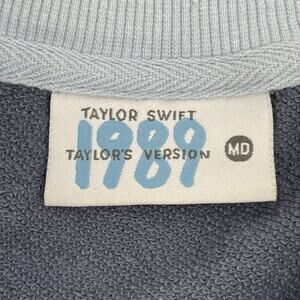 TAYLOR SWIFT
1989
TAYLOR'S VERSION
MD